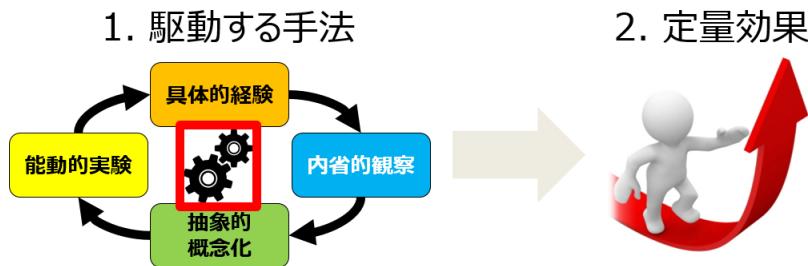 1. 駆動する手法
2. 定量効果
具体的経験
能動的実験
内省的観察
抽象的
概念化